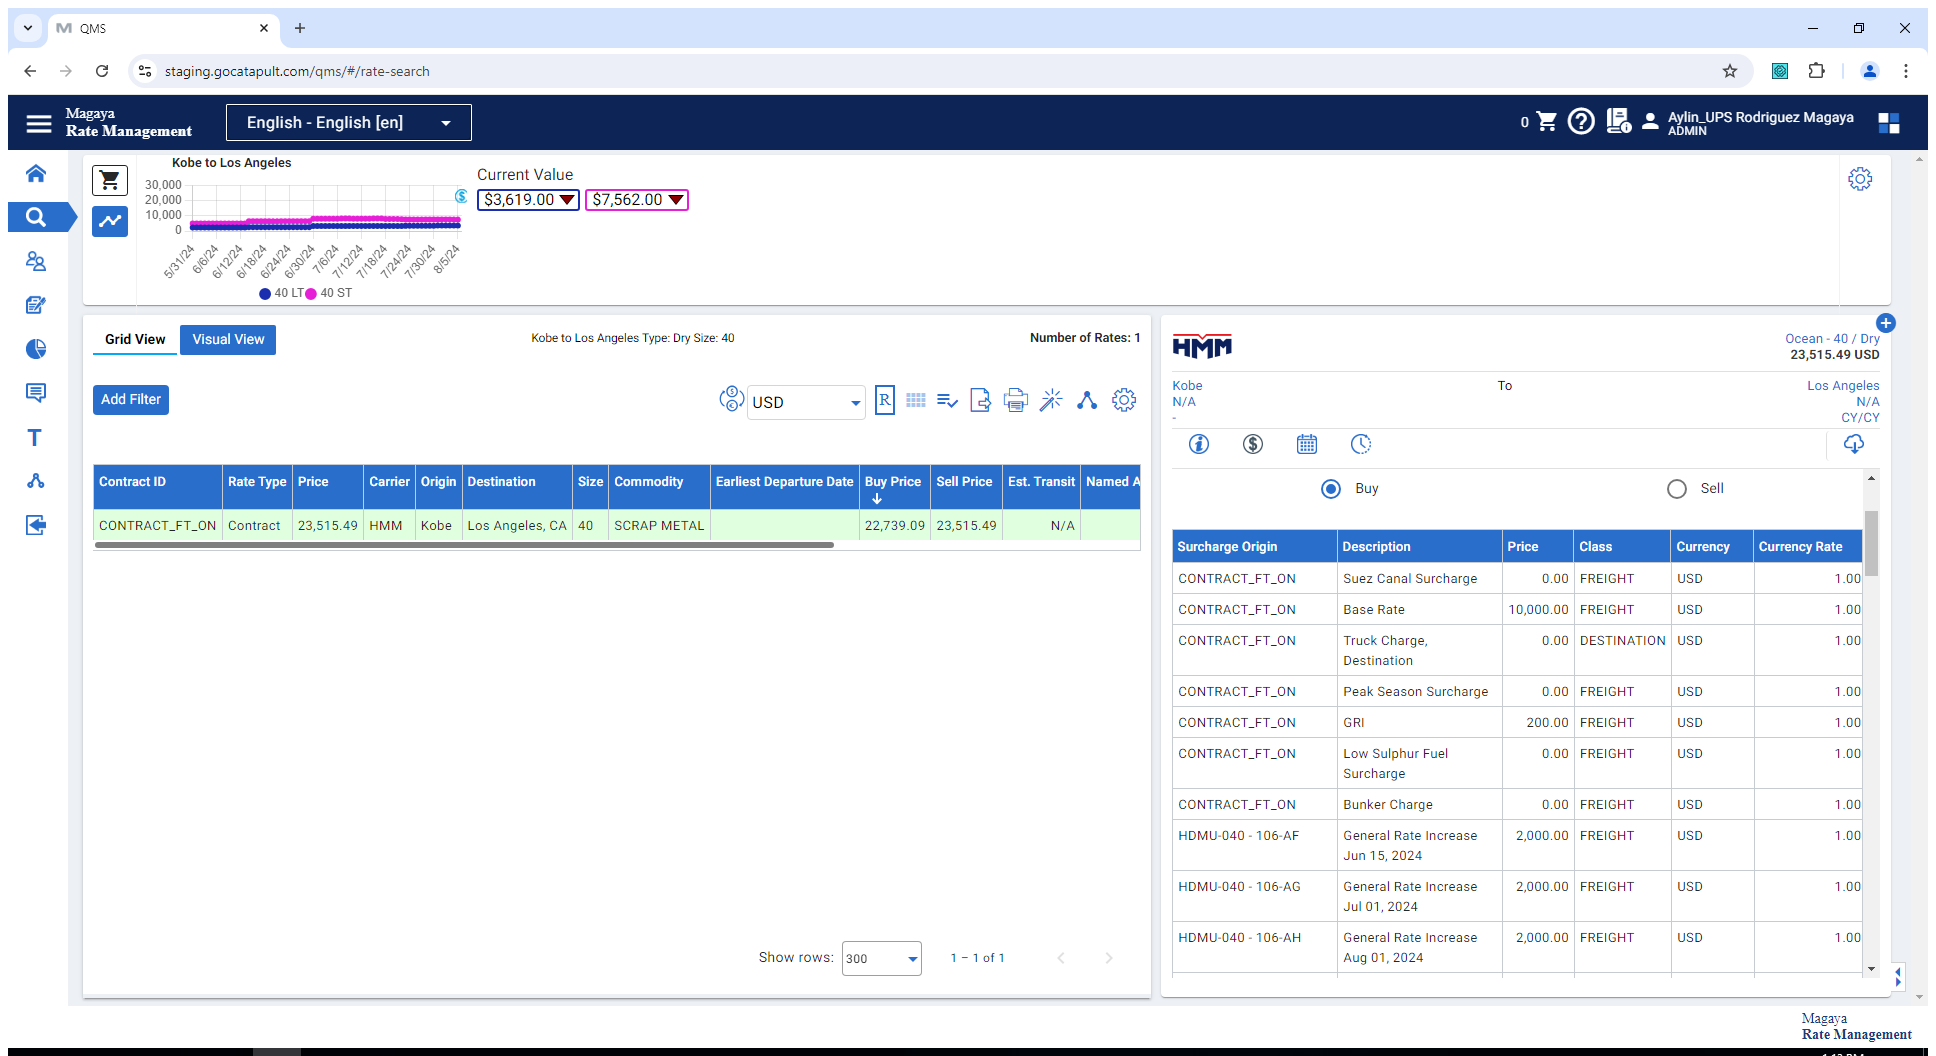 QMS
staging.gocatapult.com/qms/#/rate-search
Magaya
Rate Management
English - English [en]
0
Aylin_UPS Rodriguez Magaya
ADMIN
Kobe to Los Angeles
30,000
20,000
10,000
0
5/31/24 6/6/24 6/12/24 6/18/24 6/24/24 6/30/24 7/6/24 7/12/24 7/18/24 7/24/24 7/30/24 8/5/24
40 LT 40 ST
Current Value
$3,619.00 $7,562.00
Grid View Visual View
Kobe to Los Angeles Type: Dry Size: 40
Number of Rates: 1
Add Filter
USD
R
Contract ID Rate Type Price Carrier Origin Destination Size Commodity Earliest Departure Date Buy Price Sell Price Est. Transit Named A
CONTRACT_FT_ON Contract 23,515.49 HMM Kobe Los Angeles, CA 40 SCRAP METAL 22,739.09 23,515.49 N/A
Show rows: 300 1 – 1 of 1
HMM
Ocean - 40 / Dry
23,515.49 USD
Kobe To Los Angeles
N/A N/A
- CY/CY
Buy Sell
Surcharge Origin Description Price Class Currency Currency Rate
CONTRACT_FT_ON Suez Canal Surcharge 0.00 FREIGHT USD 1.00
CONTRACT_FT_ON Base Rate 10,000.00 FREIGHT USD 1.00
CONTRACT_FT_ON Truck Charge, 0.00 DESTINATION USD 1.00
Destination
CONTRACT_FT_ON Peak Season Surcharge 0.00 FREIGHT USD 1.00
CONTRACT_FT_ON GRI 200.00 FREIGHT USD 1.00
CONTRACT_FT_ON Low Sulphur Fuel 0.00 FREIGHT USD 1.00
Surcharge
CONTRACT_FT_ON Bunker Charge 0.00 FREIGHT USD 1.00
HDMU-040 - 106-AF General Rate Increase 2,000.00 FREIGHT USD 1.00
Jun 15, 2024
HDMU-040 - 106-AG General Rate Increase 2,000.00 FREIGHT USD 1.00
Jul 01, 2024
HDMU-040 - 106-AH General Rate Increase 2,000.00 FREIGHT USD 1.00
Aug 01, 2024
Magaya
Rate Management